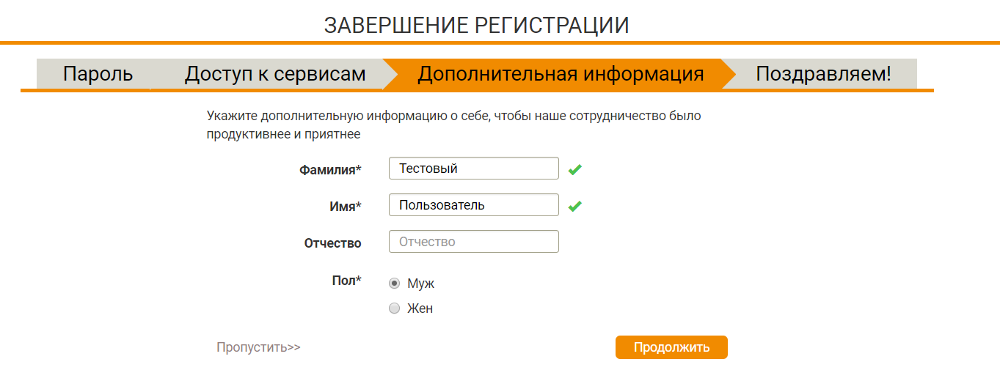 ЗАВЕРШЕНИЕ РЕГИСТРАЦИИ
Пароль Доступ к сервисам Дополнительная информация Поздравляем!
Укажите дополнительную информацию о себе, чтобы наше сотрудничество было
продуктивнее и приятнее
Фамилия* Тестовый
Имя* Пользователь
Отчество Отчество
Пол* Муж
Жен
Пропустить>> Продолжить